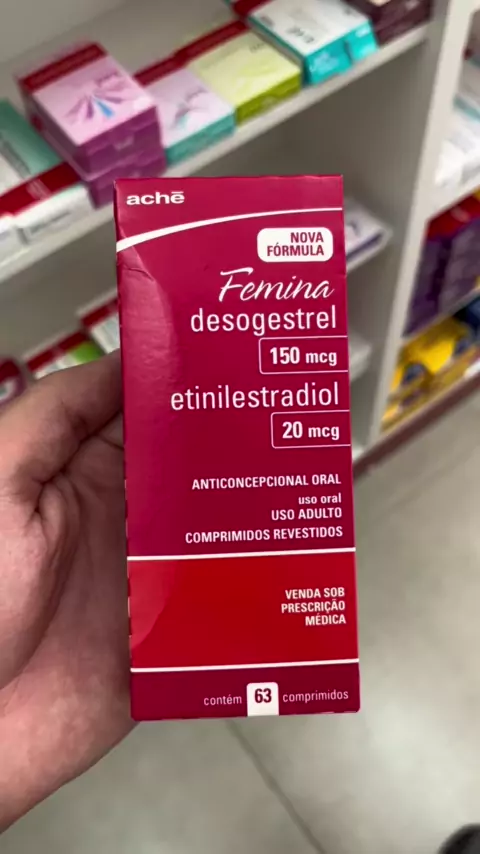 achē
NOVA
FÓRMULA
Femina
desogestrel
150 mcg
etinilestradiol
20 mcg
ANTICONCEPCIONAL ORAL
uso oral
USO ADULTO
COMPRIMIDOS REVESTIDOS
VENDA SOB
PRESCRIÇÃO
MÉDICA
contém 63 comprimidos